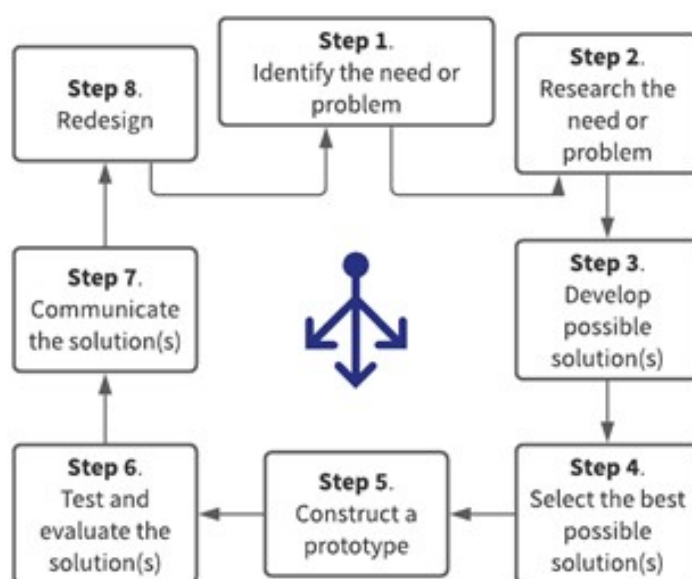 Step 1.
Identify the need or
problem
Step 2.
Research the
need or
problem
Step 3.
Develop
possible
solution(s)
Step 4.
Select the best
possible
solution(s)
Step 5.
Construct a
prototype
Step 6.
Test and
evaluate the
solution(s)
Step 7.
Communicate
the solution(s)
Step 8.
Redesign